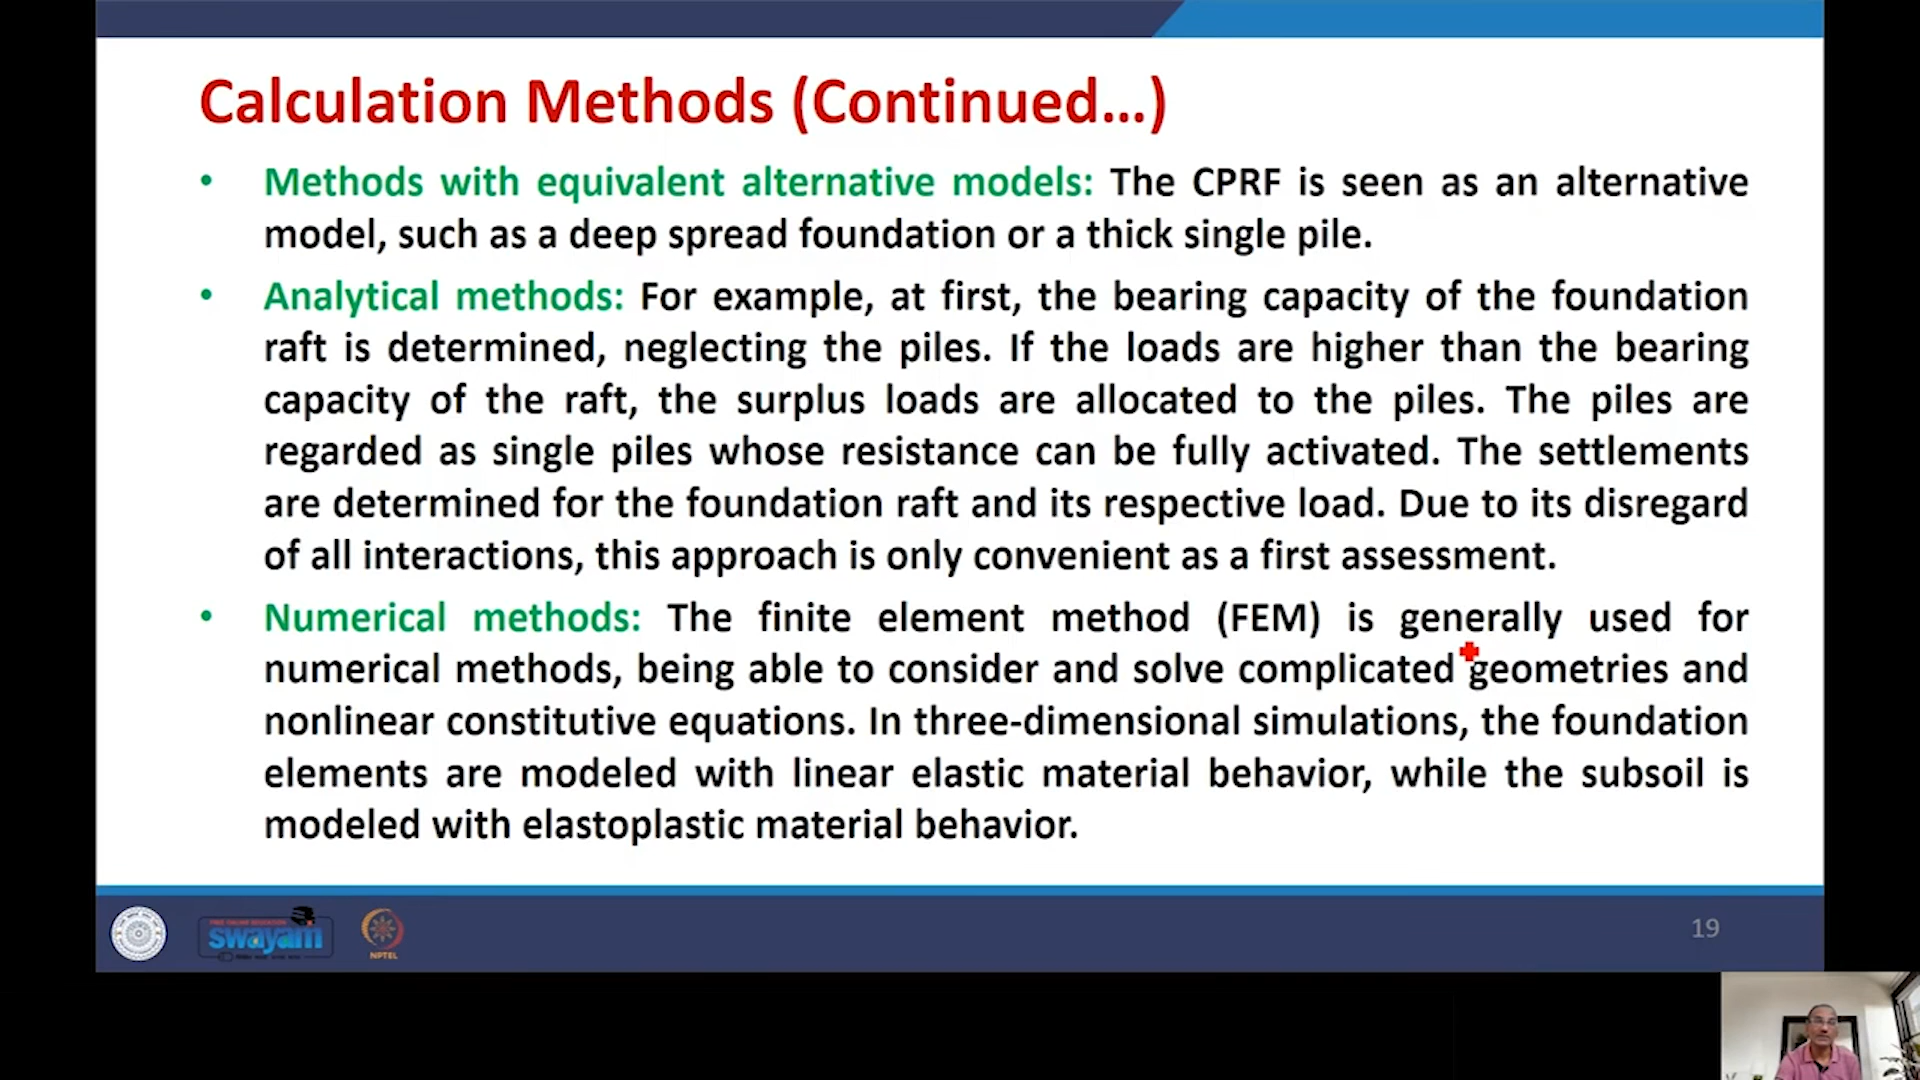 Calculation Methods (Continued...)
• Methods with equivalent alternative models: The CPRF is seen as an alternative
model, such as a deep spread foundation or a thick single pile.
• Analytical methods: For example, at first, the bearing capacity of the foundation
raft is determined, neglecting the piles. If the loads are higher than the bearing
capacity of the raft, the surplus loads are allocated to the piles. The piles are
regarded as single piles whose resistance can be fully activated. The settlements
are determined for the foundation raft and its respective load. Due to its disregard
of all interactions, this approach is only convenient as a first assessment.
• Numerical methods: The finite element method (FEM) is generally used for
numerical methods, being able to consider and solve complicated geometries and
nonlinear constitutive equations. In three-dimensional simulations, the foundation
elements are modeled with linear elastic material behavior, while the subsoil is
modeled with elastoplastic material behavior.
FREE ONLINE EDUCATION
swayam
NPTEL
19